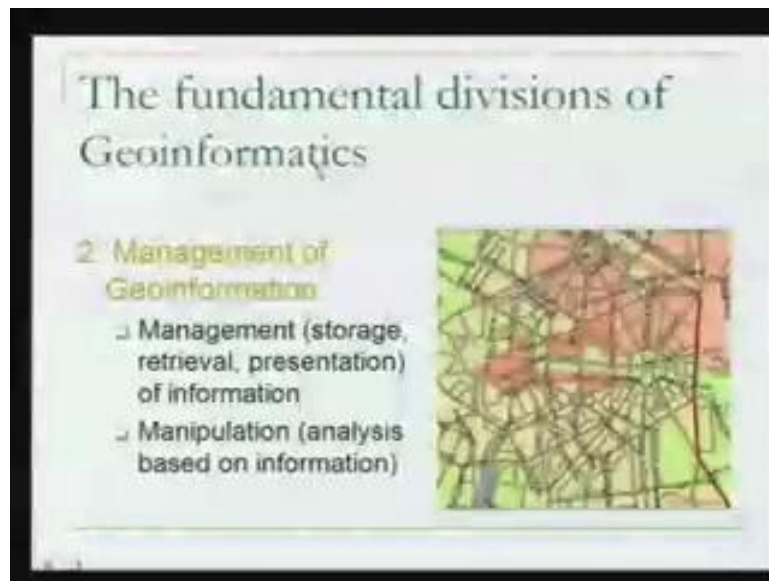 The fundamental divisions of
Geoinformatics
2 Management of
Geoinformation
Management (storage,
retrieval, presentation)
of information
Manipulation (analysis
based on information)